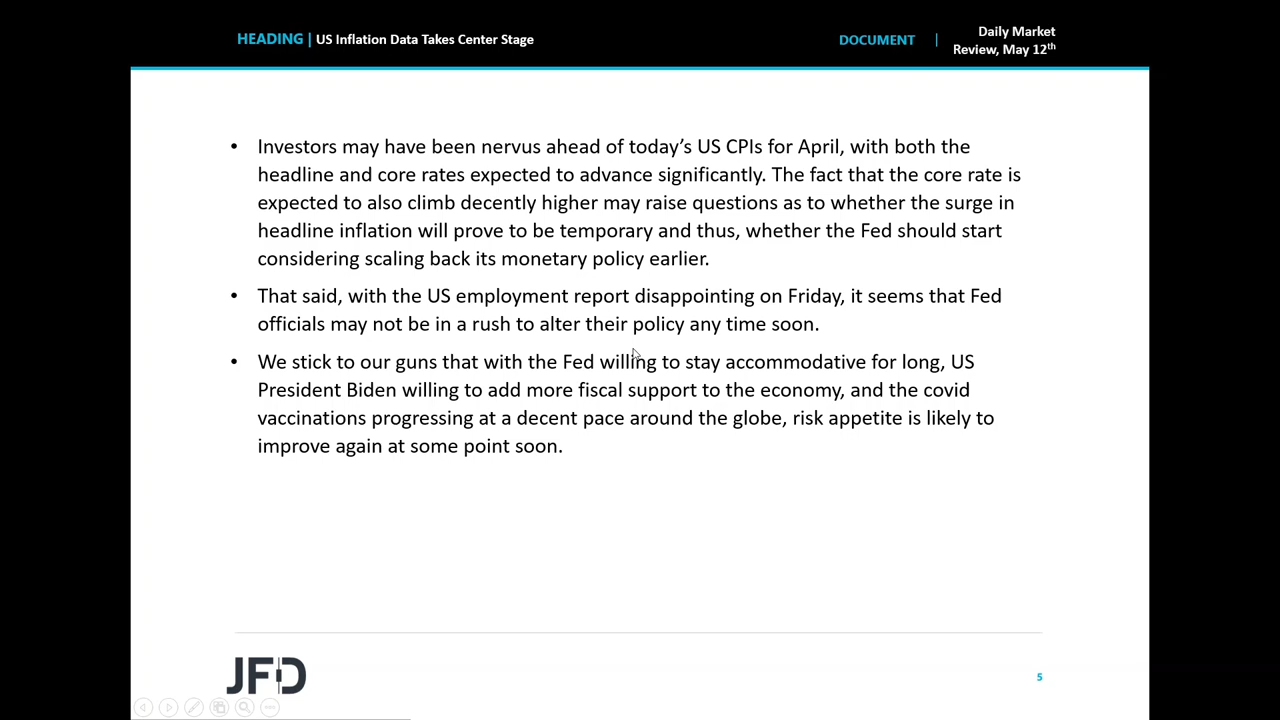 HEADING | US Inflation Data Takes Center Stage
DOCUMENT |
Daily Market
Review, May 12th
• Investors may have been nervus ahead of today’s US CPIs for April, with both the
headline and core rates expected to advance significantly. The fact that the core rate is
expected to also climb decently higher may raise questions as to whether the surge in
headline inflation will prove to be temporary and thus, whether the Fed should start
considering scaling back its monetary policy earlier.
• That said, with the US employment report disappointing on Friday, it seems that Fed
officials may not be in a rush to alter their policy any time soon.
• We stick to our guns that with the Fed willing to stay accommodative for long, US
President Biden willing to add more fiscal support to the economy, and the covid
vaccinations progressing at a decent pace around the globe, risk appetite is likely to
improve again at some point soon.
JFD
5